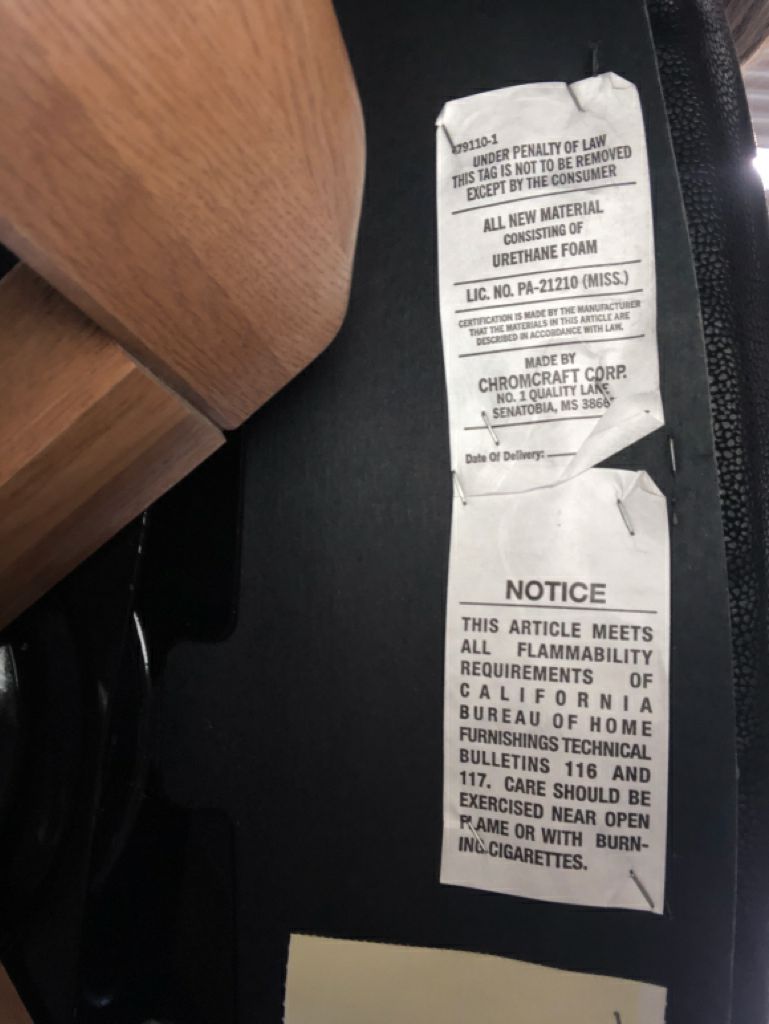 79110-1
UNDER PENALTY OF LAW
THIS TAG IS NOT TO BE REMOVED
EXCEPT BY THE CONSUMER
ALL NEW MATERIAL
CONSISTING OF
URETHANE FOAM
LIC. NO. PA-21210 (MISS.)
CERTIFICATION IS MADE BY THE MANUFACTURER
THAT THE MATERIALS IN THIS ARTICLE ARE
DESCRIBED IN ACCORDANCE WITH LAW.
MADE BY
CHROMCRAFT CORP.
NO. 1 QUALITY LANE
SENATOBIA, MS
Date Of Delivery:
NOTICE
THIS ARTICLE MEETS
ALL FLAMMABILITY
REQUIREMENTS OF
CALIFORNIA
BUREAU OF HOME
FURNISHINGS TECHNICAL
BULLETINS 116 AND
117. CARE SHOULD BE
EXERCISED NEAR OPEN
FLAME OR WITH BURN-
ING CIGARETTES.